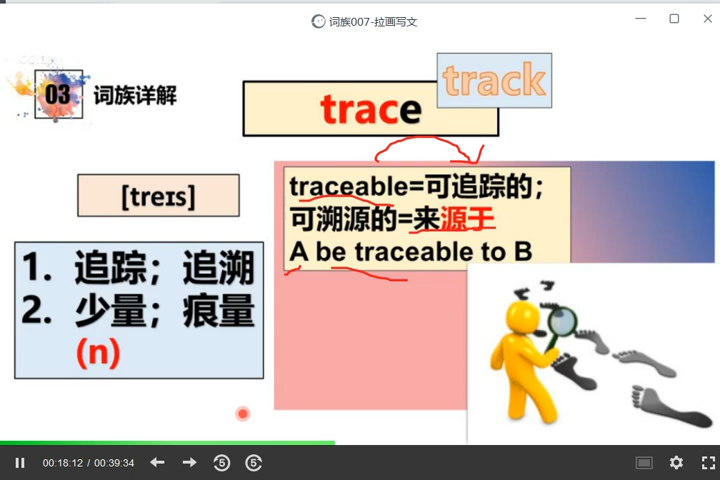 词族007-拉画写文
03
词族详解
track
trace
[treɪs]
traceable=可追踪的；
可溯源的=来源于
A be traceable to B
1. 追踪；追溯
2. 少量；痕量
(n)
00:18:12 / 00:39:34
5
5